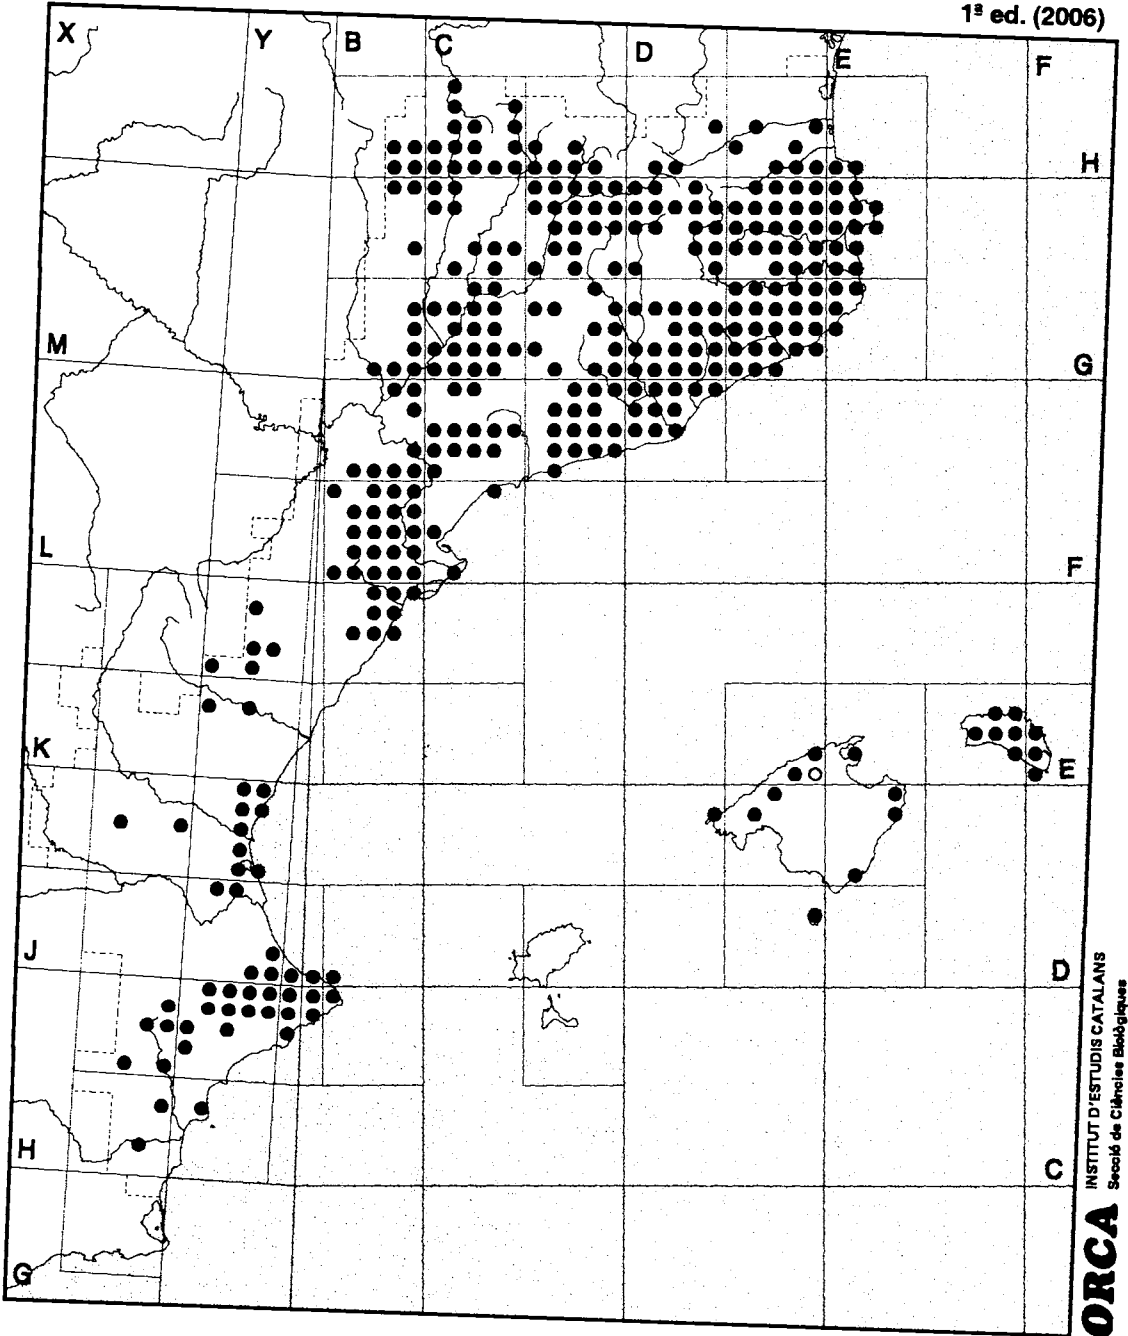 1ª ed. (2006)
X
Y
B
C
D
E
F
H
M
G
L
F
K
E
J
D
H
C
G
INSTITUT D'ESTUDIS CATALANS
Secció de Ciències Biològiques
ORCA